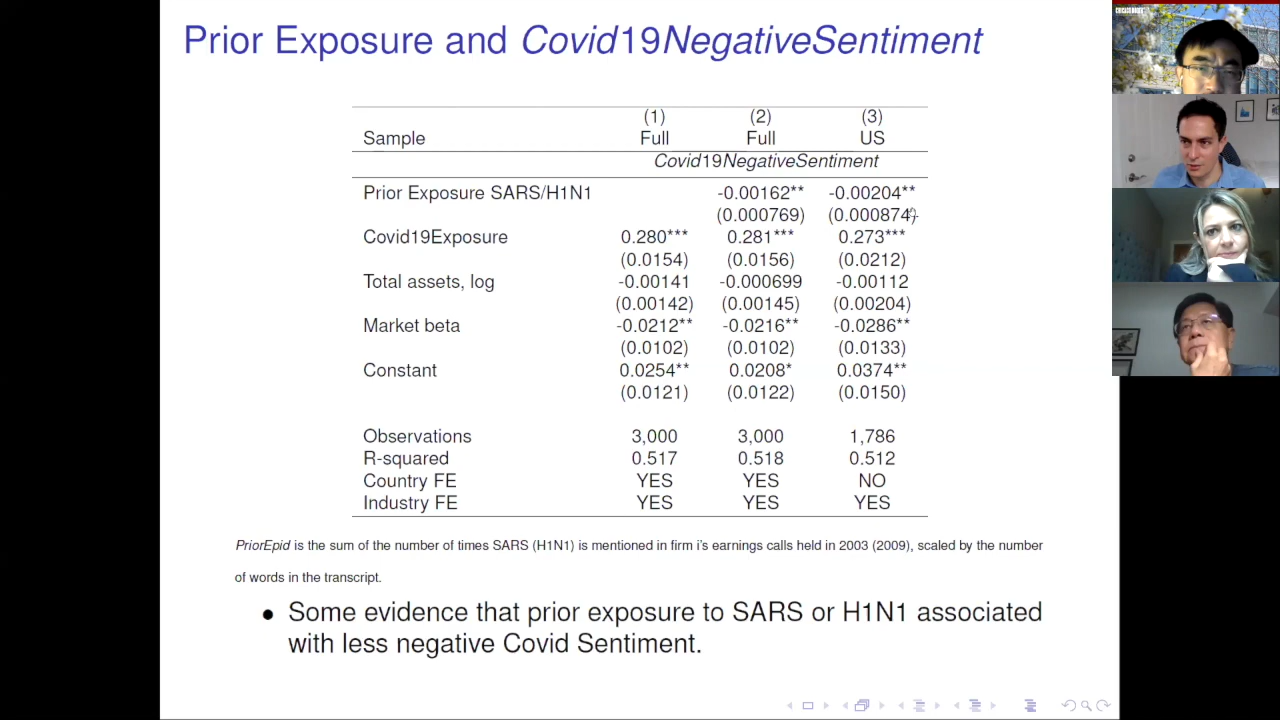 Prior Exposure and Covid19NegativeSentiment
(1) (2) (3)
Sample Full Full US
Covid19NegativeSentiment
Prior Exposure SARS/H1N1 -0.00162** -0.00204**
(0.000769) (0.000874)
Covid19Exposure 0.280*** 0.281*** 0.273***
(0.0154) (0.0156) (0.0212)
Total assets, log -0.00141 -0.000699 -0.00112
(0.00142) (0.00145) (0.00204)
Market beta -0.0212** -0.0216** -0.0286**
(0.0102) (0.0102) (0.0133)
Constant 0.0254** 0.0208* 0.0374**
(0.0121) (0.0122) (0.0150)
Observations 3,000 3,000 1,786
R-squared 0.517 0.518 0.512
Country FE YES YES NO
Industry FE YES YES YES
PriorEpid is the sum of the number of times SARS (H1N1) is mentioned in firm i's earnings calls held in 2003 (2009), scaled by the number
of words in the transcript.
• Some evidence that prior exposure to SARS or H1N1 associated
with less negative Covid Sentiment.